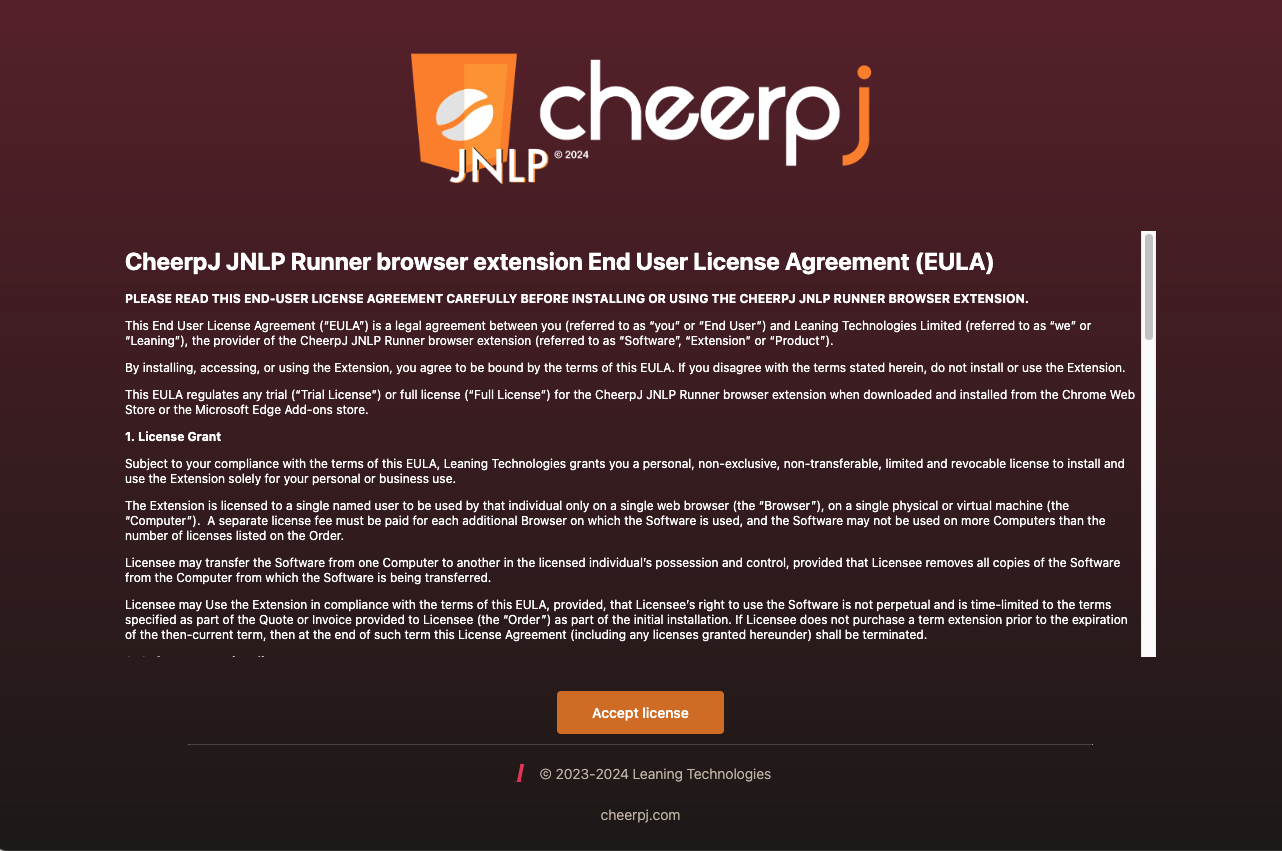 cheerpj
JNLP © 2024
CheerpJ JNLP Runner browser extension End User License Agreement (EULA)
PLEASE READ THIS END-USER LICENSE AGREEMENT CAREFULLY BEFORE INSTALLING OR USING THE CHEERPJ JNLP RUNNER BROWSER EXTENSION.
This End User License Agreement (“EULA”) is a legal agreement between you (referred to as “you” or “End User”) and Leaning Technologies Limited (referred to as “we” or
“Leaning”), the provider of the CheerpJ JNLP Runner browser extension (referred to as “Software”, “Extension” or “Product”).
By installing, accessing, or using the Extension, you agree to be bound by the terms of this EULA. If you disagree with the terms stated herein, do not install or use the Extension.
This EULA regulates any trial (“Trial License”) or full license (“Full License”) for the CheerpJ JNLP Runner browser extension when downloaded and installed from the Chrome Web
Store or the Microsoft Edge Add-ons store.
1. License Grant
Subject to your compliance with the terms of this EULA, Leaning Technologies grants you a personal, non-exclusive, non-transferable, limited and revocable license to install and
use the Extension solely for your personal or business use.
The Extension is licensed to a single named user to be used by that individual only on a single web browser (the “Browser”), on a single physical or virtual machine (the
“Computer”).  A separate license fee must be paid for each additional Browser on which the Software is used, and the Software may not be used on more Computers than the
number of licenses listed on the Order.
Licensee may transfer the Software from one Computer to another in the licensed individual’s possession and control, provided that Licensee removes all copies of the Software
from the Computer from which the Software is being transferred.
Licensee may Use the Extension in compliance with the terms of this EULA, provided, that Licensee’s right to use the Software is not perpetual and is time-limited to the terms
specified as part of the Quote or Invoice provided to Licensee (the “Order”) as part of the initial installation. If Licensee does not purchase a term extension prior to the expiration
of the then-current term, then at the end of such term this License Agreement (including any licenses granted hereunder) shall be terminated.
Accept license
© 2023-2024 Leaning Technologies
cheerpj.com